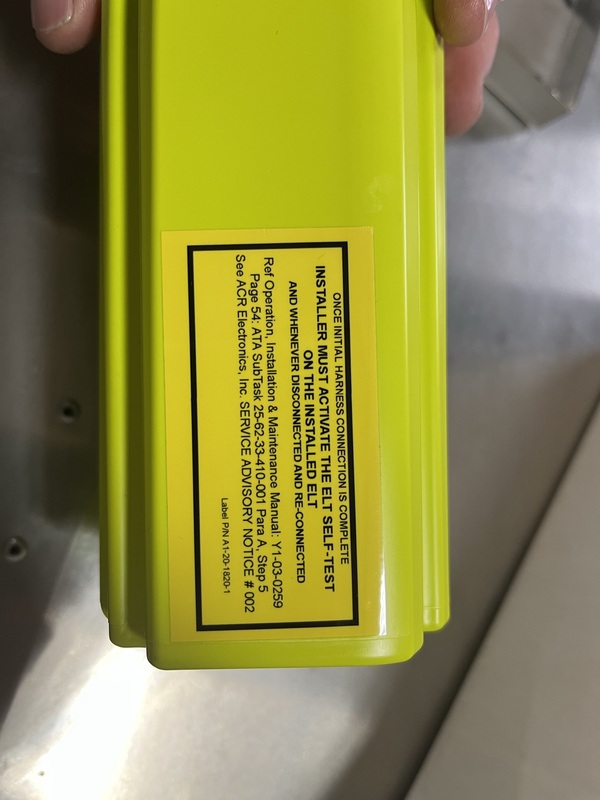 ONCE INITIAL HARNESS CONNECTION IS COMPLETE
INSTALLER MUST ACTIVATE THE ELT SELF-TEST
ON THE INSTALLED ELT
AND WHENEVER DISCONNECTED AND RE-CONNECTED
Ref Operation, Installation & Maintenance Manual: Y1-03-0259
Page 54: ATA SubTask 25-62-33-410-001 Para A, Step 5
See ACR Electronics, Inc. SERVICE ADVISORY NOTICE # 002
Label P/N A1-20-1820-1